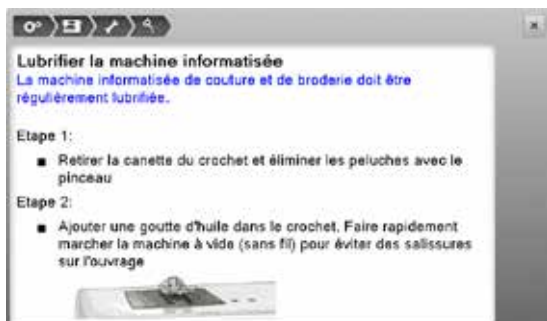 Lubrifier la machine informatisée
La machine informatisée de couture et de broderie doit être
régulièrement lubrifiée.
Etape 1:
■ Retirer la canette du crochet et éliminer les peluches avec le
pinceau
Etape 2:
■ Ajouter une goutte d'huile dans le crochet. Faire rapidement
marcher la machine à vide (sans fil) pour éviter des salissures
sur l'ouvrage